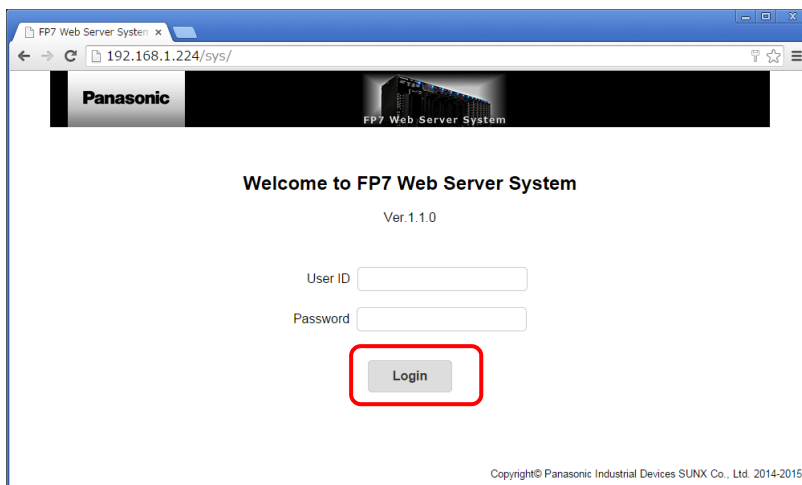 FP7 Web Server System
192.168.1.224/sys/
Panasonic
FP7 Web Server System
Welcome to FP7 Web Server System
Ver.1.1.0
User ID
Password
Login
Copyright© Panasonic Industrial Devices SUNX Co., Ltd. 2014-2015